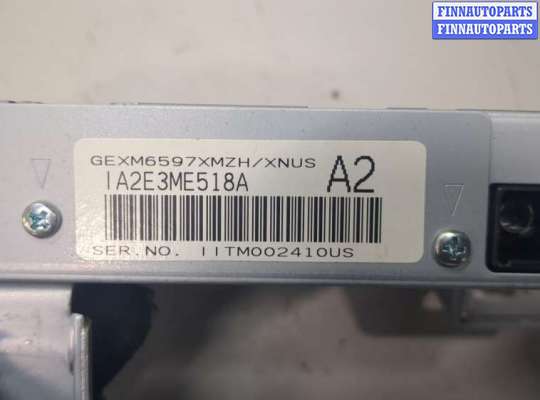 FINNAUTOPARTS
FINNAUTOPARTS
GEXM6597XMZH/XNUS
IA2E3ME518A A2
SER.NO. IITM002410US